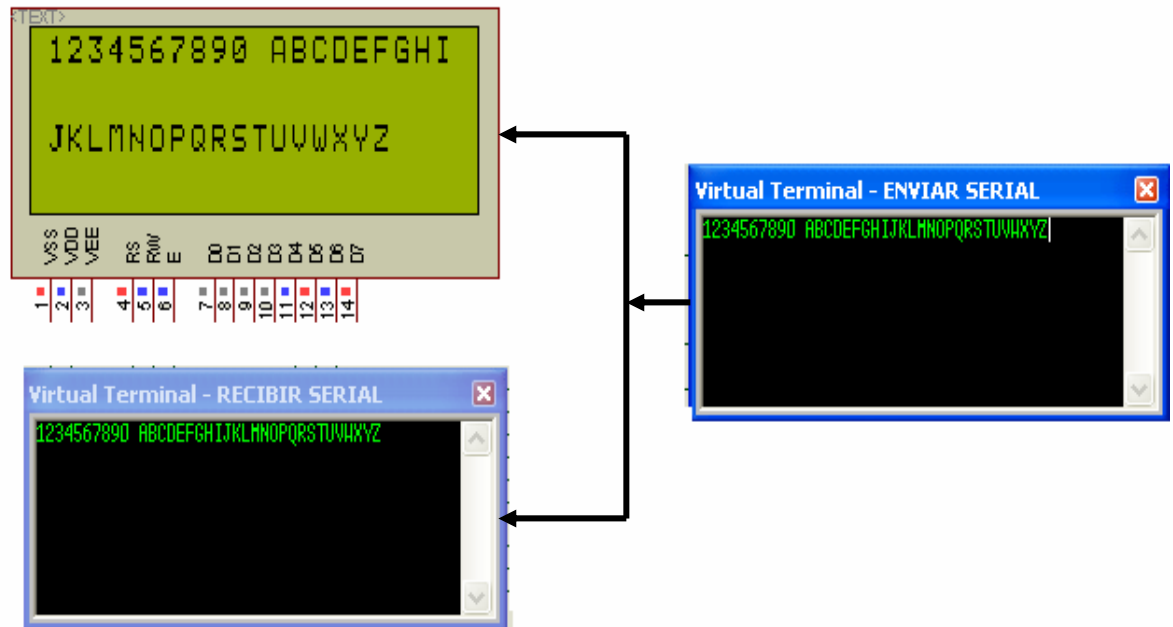 <TEXT>
1234567890 ABCDEFGHI
JKLMNOPQRSTUVWXYZ
VSS VDD VEE RS RW E D0 D1 D2 D3 D4 D5 D6 D7
1 2 3 4 5 6 7 8 9 10 11 12 13 14
Virtual Terminal - ENVIAR SERIAL
1234567890 ABCDEFGHIJKLMNOPQRSTUVWXYZ
Virtual Terminal - RECIBIR SERIAL
1234567890 ABCDEFGHIJKLMNOPQRSTUVWXYZ